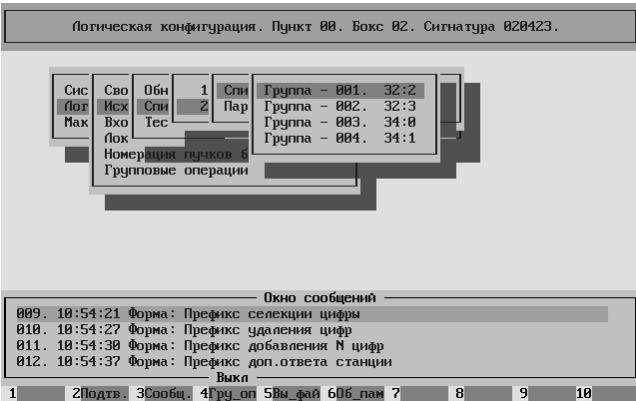 Логическая конфигурация. Пункт 00. Бокс 02. Сигнатура 020423.
Сис Сво Обн 1 Спи Группа - 001. 32:2
Лог Исх Спи 2 Пар Группа - 002. 32:3
Мак Вхо Тес Группа - 003. 34:0
Лок Группа - 004. 34:1
Номерация пучков б
Групповые операции
Окно сообщений
009. 10:54:21 Форма: Префикс селекции цифры
010. 10:54:27 Форма: Префикс удаления цифр
011. 10:54:30 Форма: Префикс добавления N цифр
012. 10:54:37 Форма: Префикс доп.ответа станции
Выкл
1 2Подтв. 3Сообщ. 4Гру_оп 5Вы_фай 6Об_пам 7 8 9 10